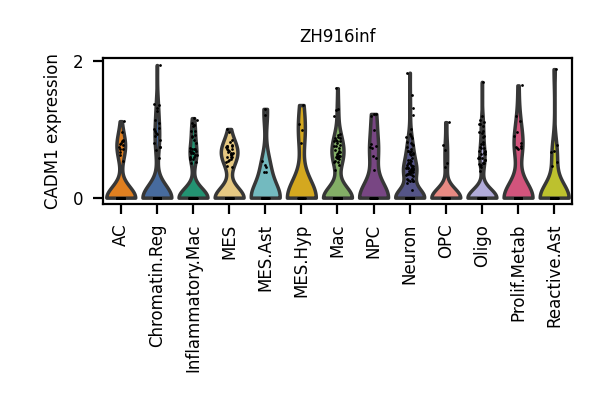 ZH916inf
CADM1 expression
2
0
AC
Chromatin.Reg
Inflammatory.Mac
MES
MES.Ast
MES.Hyp
Mac
NPC
Neuron
OPC
Oligo
Prolif.Metab
Reactive.Ast